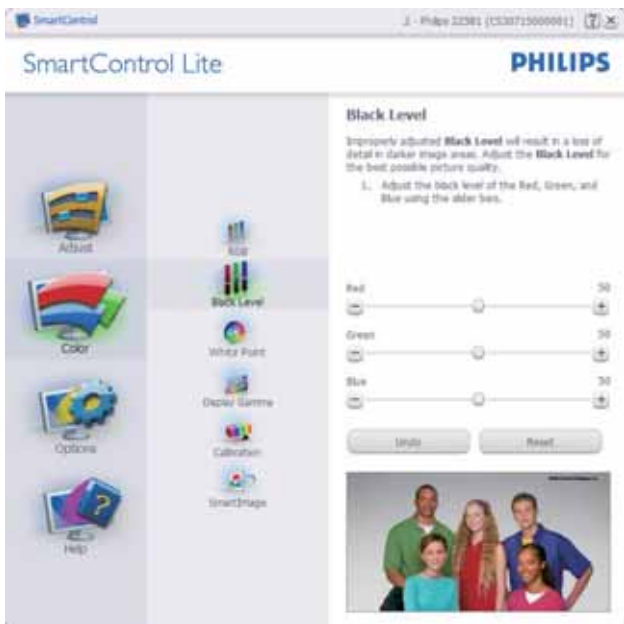 SmartControl
SmartControl Lite
PHILIPS
Adjust
Color
Options
Help
RGB
Black Level
White Point
Display Gamma
Calibration
SmartImage
Black Level
Improperly adjusted Black Level will result in a loss of
detail in darker image areas. Adjust the Black Level for
the best possible picture quality.
1. Adjust the black level of the Red, Green, and
Blue using the slider bars.
Red 50
Green 50
Blue 50
Undo Reset